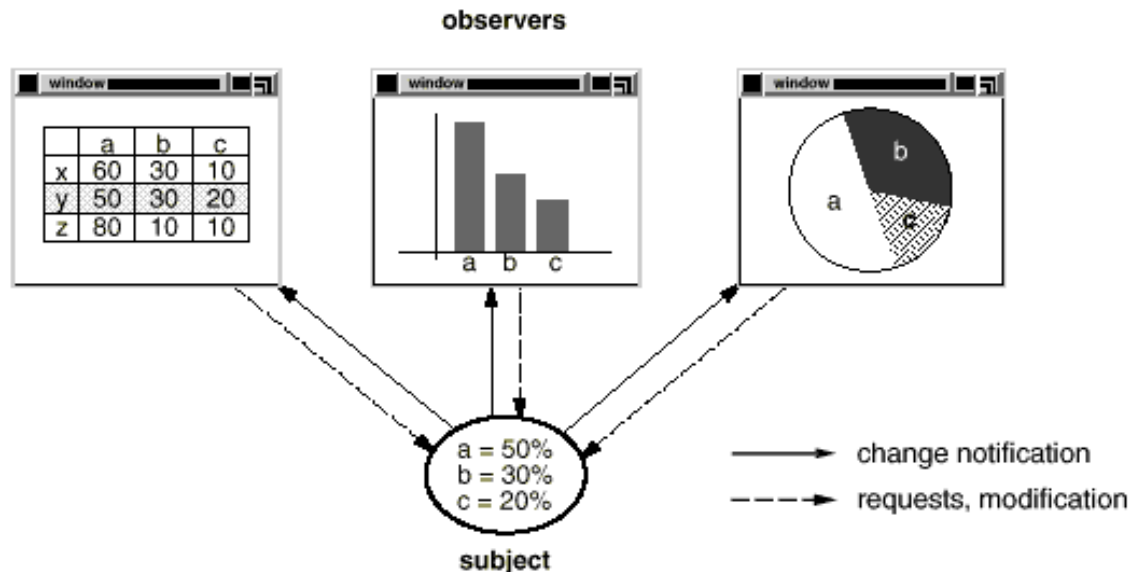 observers
window
a b c
x 60 30 10
y 50 30 20
z 80 10 10
window
a b c
window
a
b
c
a = 50%
b = 30%
c = 20%
subject
change notification
requests, modification